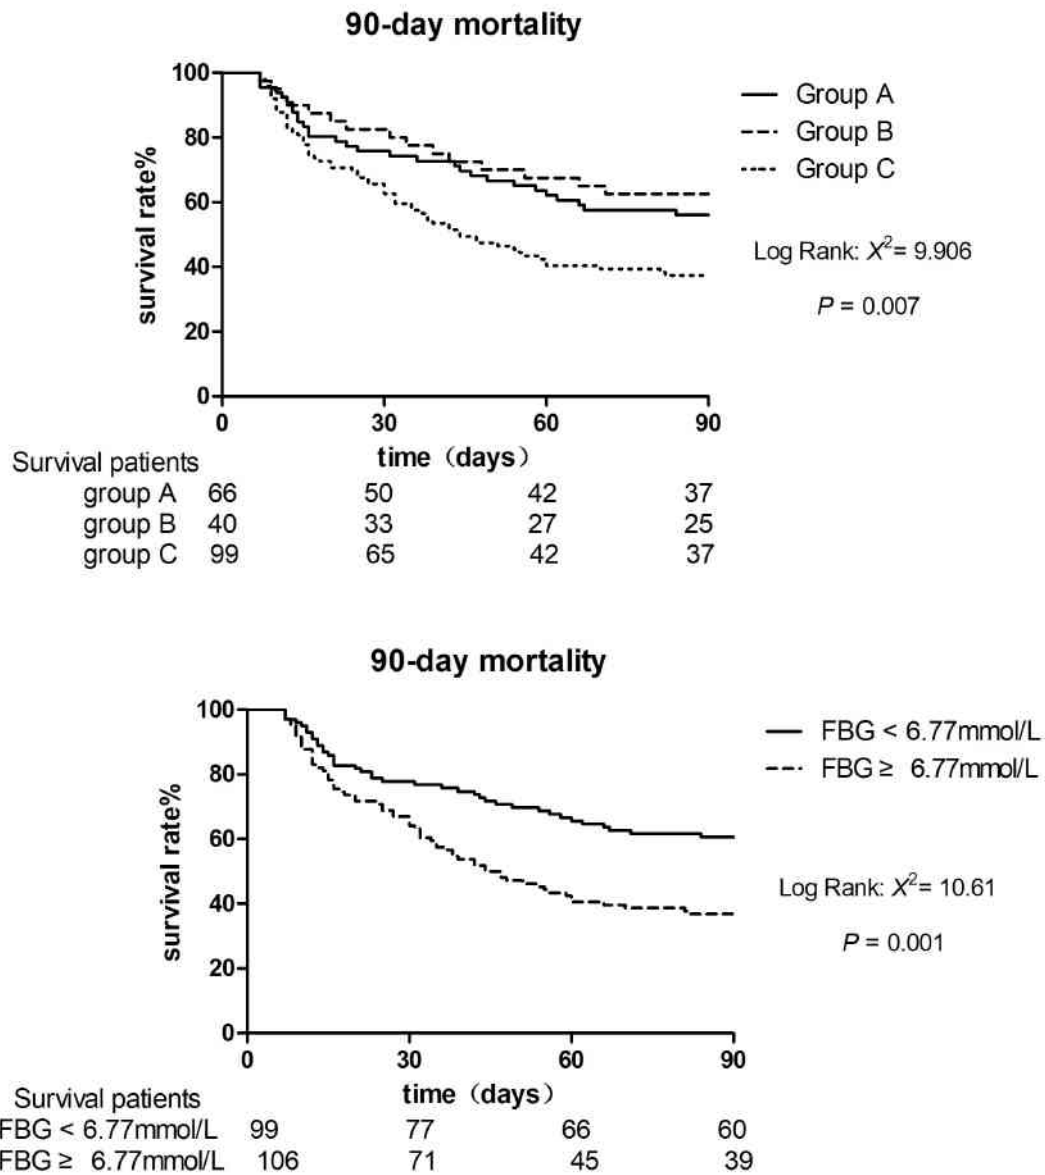 90-day mortality
100
80
60
40
20
0
survival rate%
0 30 60 90
time（days）
Group A
Group B
Group C
Log Rank: X²= 9.906
P = 0.007
Survival patients
group A 66 50 42 37
group B 40 33 27 25
group C 99 65 42 37
90-day mortality
100
80
60
40
20
0
survival rate%
0 30 60 90
time（days）
FBG < 6.77mmol/L
FBG ≥ 6.77mmol/L
Log Rank: X²= 10.61
P = 0.001
Survival patients
FBG < 6.77mmol/L 99 77 66 60
FBG ≥ 6.77mmol/L 106 71 45 39